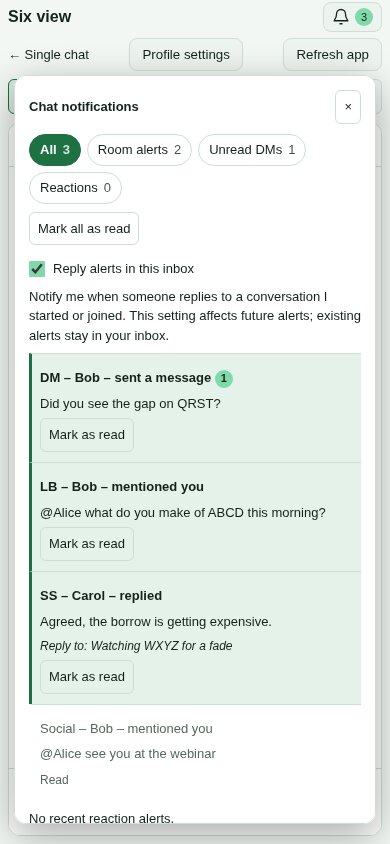 Six view
3
← Single chat
Profile settings
Refresh app
Chat notifications
×
All 3
Room alerts 2
Unread DMs 1
Reactions 0
Mark all as read
Reply alerts in this inbox
Notify me when someone replies to a conversation I
started or joined. This setting affects future alerts; existing
alerts stay in your inbox.
DM – Bob – sent a message 1
Did you see the gap on QRST?
Mark as read
LB – Bob – mentioned you
@Alice what do you make of ABCD this morning?
Mark as read
SS – Carol – replied
Agreed, the borrow is getting expensive.
Reply to: Watching WXYZ for a fade
Mark as read
Social – Bob – mentioned you
@Alice see you at the webinar
Read
No recent reaction alerts.